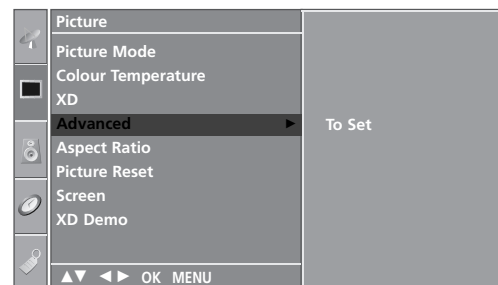 Picture
Picture Mode
Colour Temperature
XD
Advanced ► To Set
Aspect Ratio
Picture Reset
Screen
XD Demo
▲▼ ◄► OK MENU